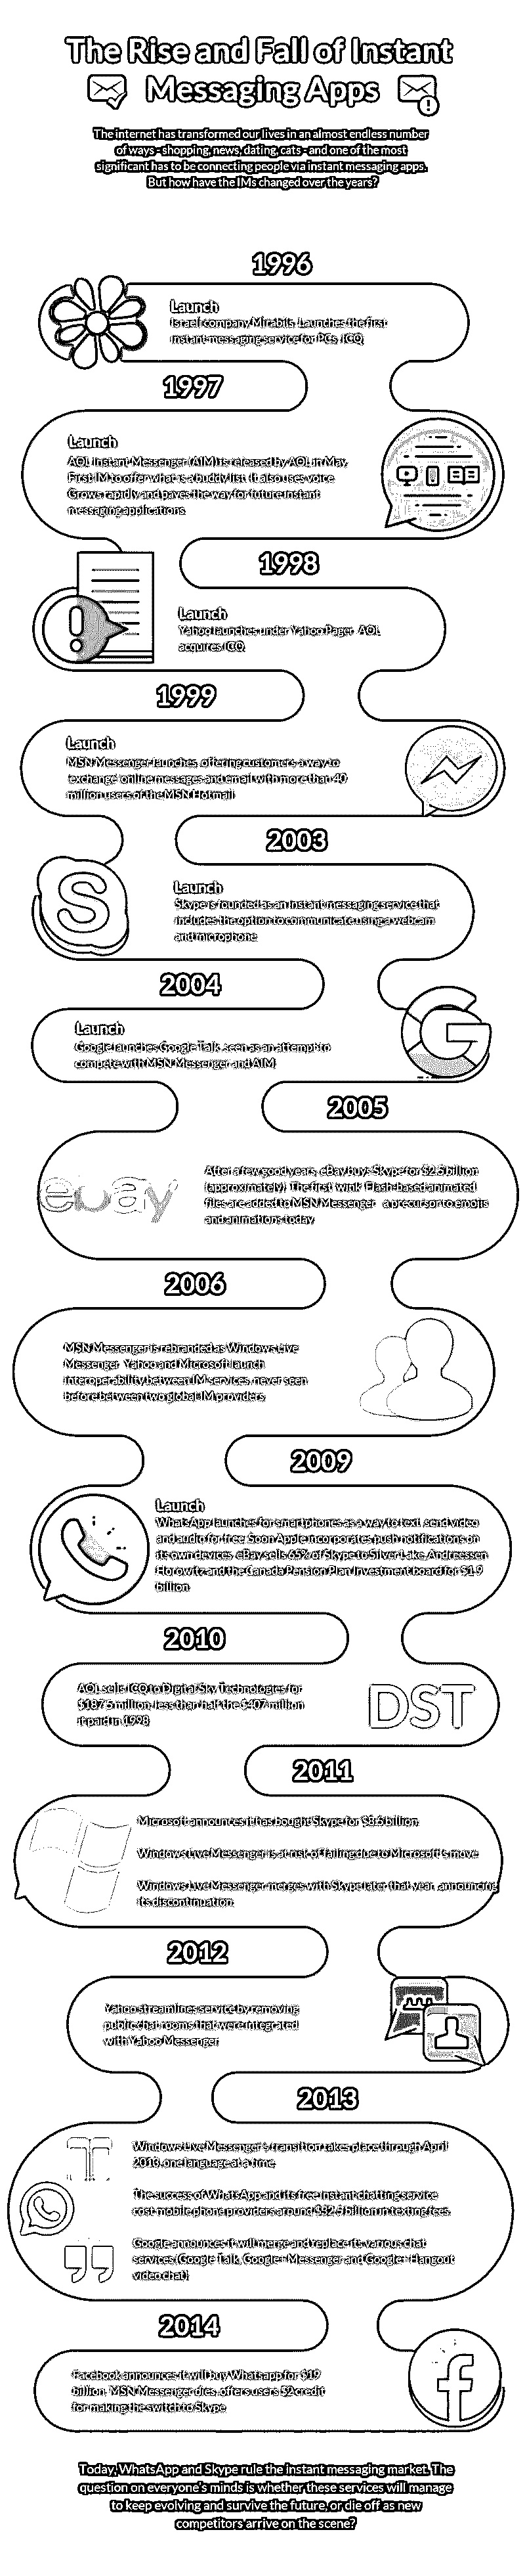 The Rise and Fall of Instant
Messaging Apps
The internet has transformed our lives in an almost endless number
of ways - shopping, news, dating, cats - and one of the most
significant has to be connecting people via instant messaging apps.
But how have the IMs changed over the years?
1996
Launch
Israel company Mirabils. Launches the first
instant-messaging service for PCs, ICQ.
1997
Launch
AOL Instant Messenger (AIM) is released by AOL in May.
First IM to offer what's a buddy list. It also uses voice.
Grows rapidly and paves the way for future instant
messaging applications.
1998
Launch
Yahoo launches under Yahoo Pager. AOL
acquires ICQ.
1999
Launch
MSN Messenger launches, offering customers a way to
'exchange' online messages and email with more than 40
million users of the MSN Hotmail.
2003
Launch
Skype is founded as an instant messaging service that
includes the option to communicate using a webcam
and microphone.
2004
Launch
Google launches Google Talk, seen as an attempt to
compete with MSN Messenger and AIM.
2005
ebay
After a few good years, eBay buys Skype for $2.6 billion
(approximately). The first 'wink' Flash-based animated
files are added to MSN Messenger - a precursor to emojis
and animations today.
2006
MSN Messenger is rebranded as Windows Live
Messenger. Yahoo and Microsoft launch
interoperability between IM services, never seen
before between two global IM providers.
2009
Launch
WhatsApp launches for smartphones as a way to text, send video
and audio for free. Soon Apple incorporates push notifications on
its own devices. eBay sells 65% of Skype to Silver Lake, Andreessen
Horowitz and the Canada Pension Plan Investment board for $1.9
billion.
2010
AOL sells ICQ to Digital Sky Technologies for
$187.5 million, less than half the $407 million
it paid in 1998.
DST
2011
Microsoft announces it has bought Skype for $8.6 billion.
Windows Live Messenger is at risk of failing due to Microsoft's move.
Windows Live Messenger merges with Skype later that year, announcing
its discontinuation.
2012
Yahoo streamlines service by removing
public chat rooms that were integrated
with Yahoo Messenger.
2013
Windows Live Messenger's transition takes place through April
2013, one language at a time.
The success of WhatsApp and its free instant chatting service
cost mobile phone providers around $32.5 billion in texting fees.
Google announces it will merge and replace its various chat
services (Google Talk, Google+ Messenger and Google+ Hangout
video chat).
2014
Facebook announces it will buy Whatsapp for $19
billion. MSN Messenger dies, offers users $2 credit
for making the switch to Skype.
Today, WhatsApp and Skype rule the instant messaging market. The
question on everyone's minds is whether these services will manage
to keep evolving and survive the future, or die off as new
competitors arrive on the scene?